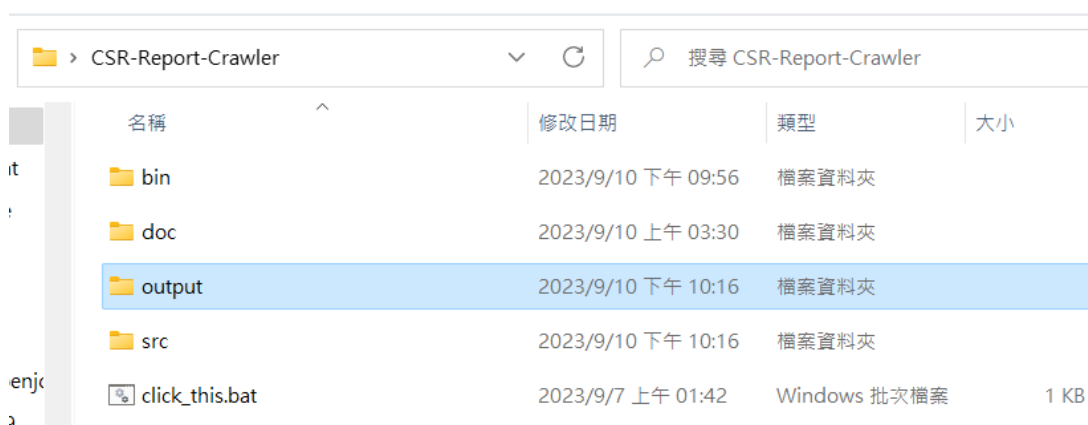 CSR-Report-Crawler 搜尋 CSR-Report-Crawler
名稱 修改日期 類型 大小
bin 2023/9/10 下午 09:56 檔案資料夾
doc 2023/9/10 上午 03:30 檔案資料夾
output 2023/9/10 下午 10:16 檔案資料夾
src 2023/9/10 下午 10:16 檔案資料夾
click_this.bat 2023/9/7 上午 01:42 Windows 批次檔案 1 KB